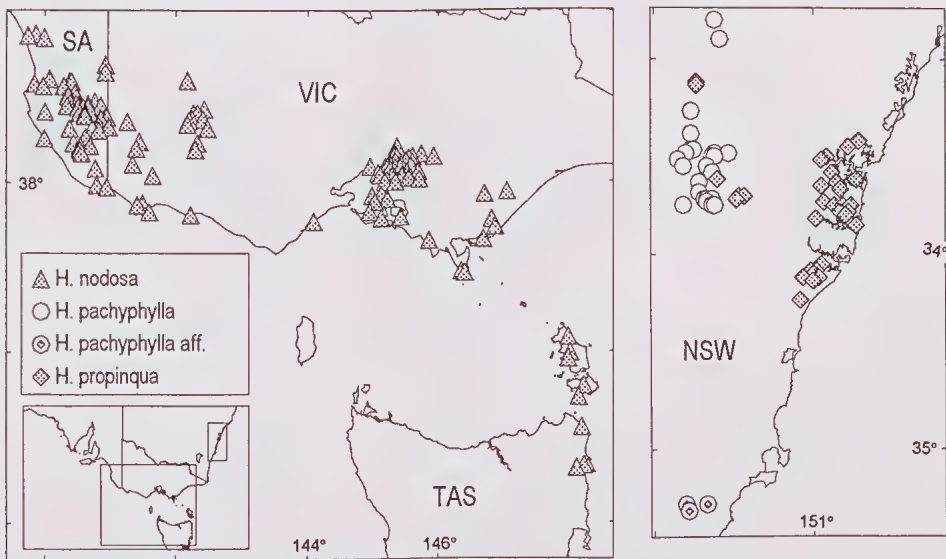 SA
VIC
38°
H. nodosa
H. pachyphylla
H. pachyphylla aff.
H. propinqua
TAS
144°
146°
34°
NSW
35°
151°